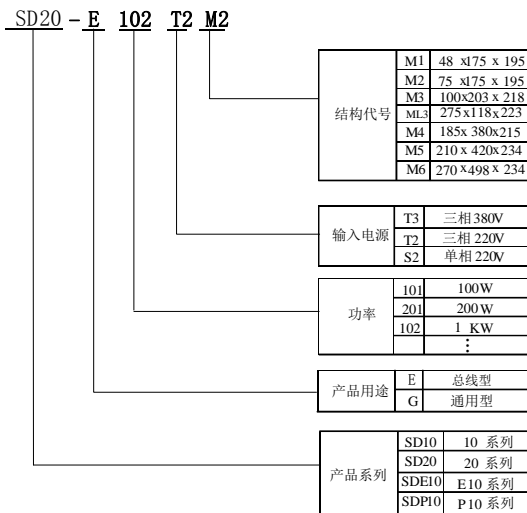 SD20-E 102 T2 M2
结构代号
M1 48 x175 x 195
M2 75 x175 x 195
M3 100x203 x 218
ML3 275x118x223
M4 185x 380x215
M5 210 x 420x234
M6 270 x498 x 234
输入电源
T3 三相380V
T2 三相 220V
S2 单相 220V
功率
101 100W
201 200W
102 1 KW
⋮
产品用途
E 总线型
G 通用型
产品系列
SD10 10 系列
SD20 20 系列
SDE10 E10 系列
SDP10 P10 系列